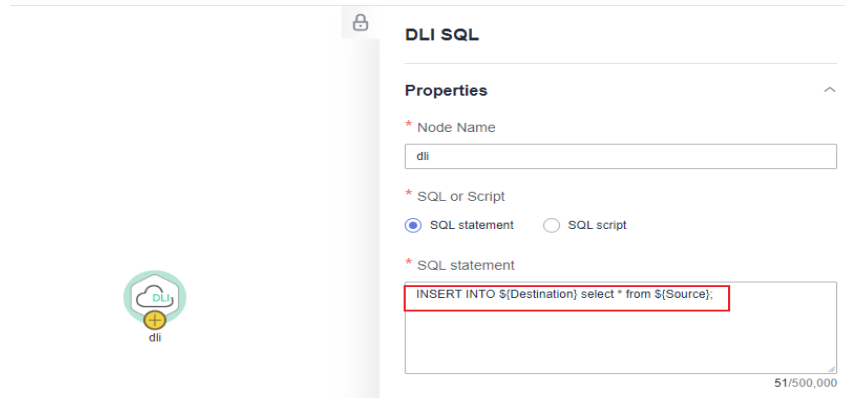 DLI SQL
Properties
* Node Name
dli
* SQL or Script
SQL statement SQL script
* SQL statement
INSERT INTO ${Destination} select * from ${Source};
51/500,000
DLI
dli